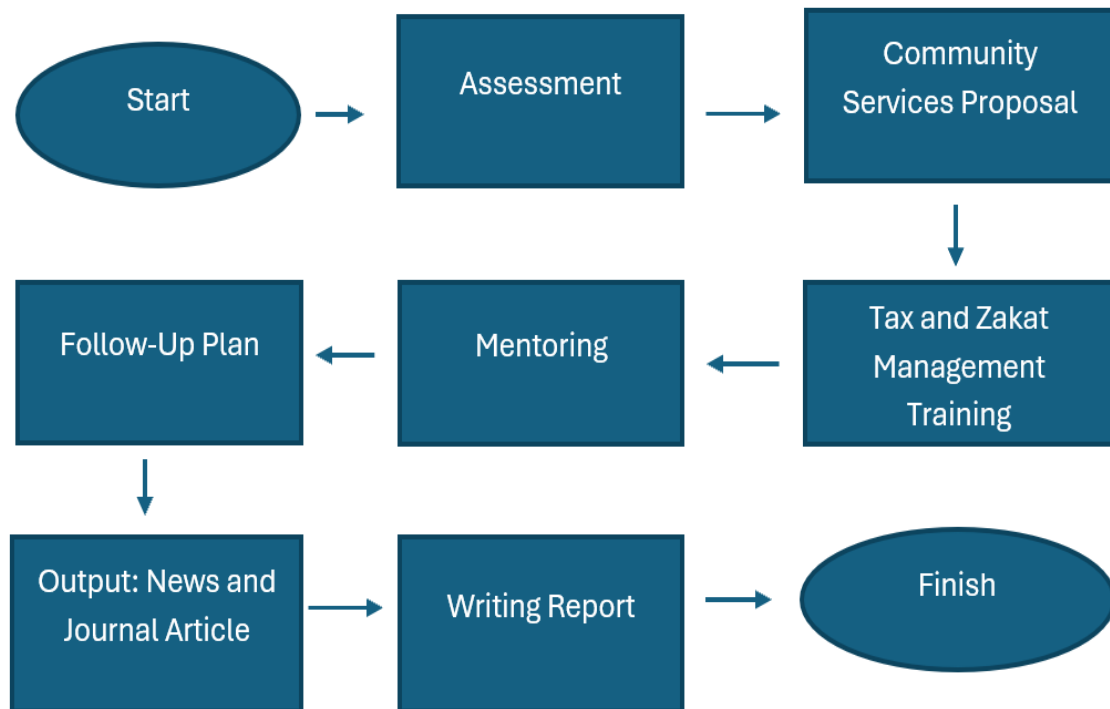 Start
Assessment
Community
Services Proposal
Tax and Zakat
Management
Training
Mentoring
Follow-Up Plan
Output: News and
Journal Article
Writing Report
Finish